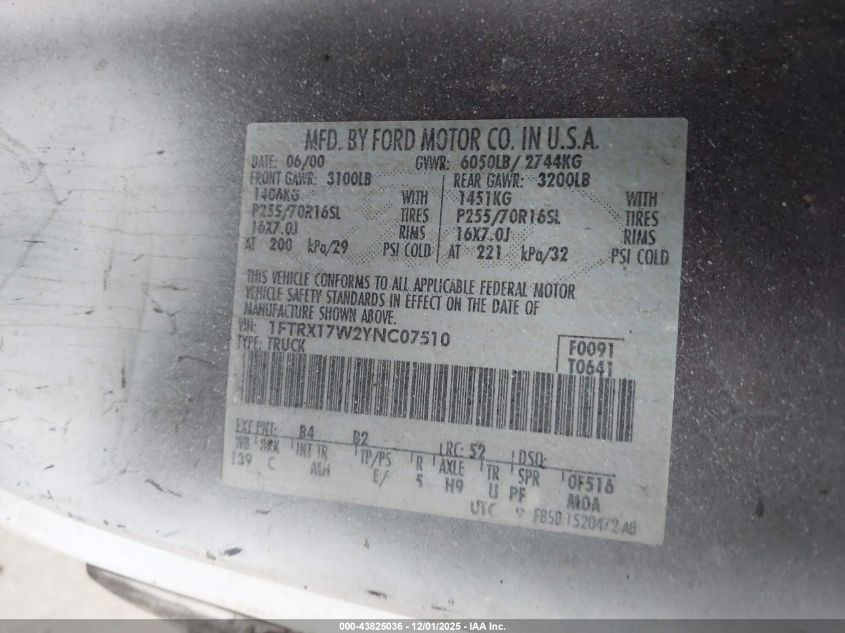 MFD. BY FORD MOTOR CO. IN U.S.A.
DATE: 06/00 GVWR: 6050LB/ 2744KG
FRONT GAWR: 3100LB REAR GAWR: 3200LB
1406KG WITH 1451KG WITH
P255/70R16SL TIRES P255/70R16SL TIRES
16X7.0J RIMS 16X7.0J RIMS
AT 200 kPa/29 PSI COLD AT 221 kPa/32 PSI COLD
THIS VEHICLE CONFORMS TO ALL APPLICABLE FEDERAL MOTOR
VEHICLE SAFETY STANDARDS IN EFFECT ON THE DATE OF
MANUFACTURE SHOWN ABOVE.
VIN: 1FTRX17W2YNC07510
TYPE: TRUCK
F0091
T0641
EXT PNT: B4 B2 LRC: 52 DSO:
WB BRK INT TR TP/PS R AXLE TR SPR OF516
139 C MH E/ 5 H9 U PF MOA
UTC ▽ F85B 1520472 AB
000-43825036 - 12/01/2025 - IAA Inc.